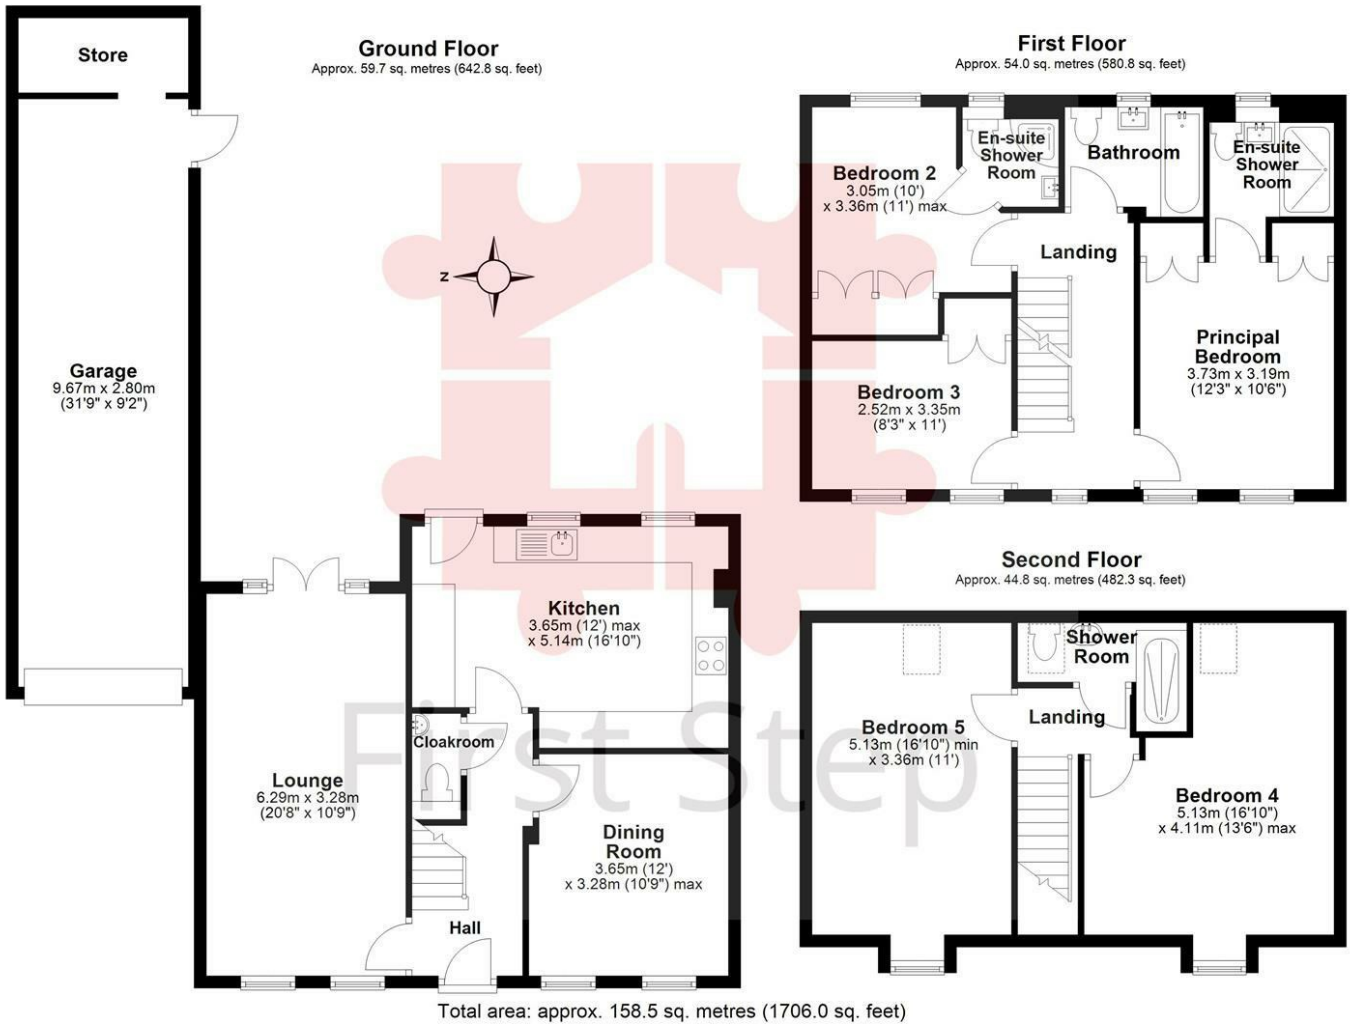 Ground Floor
Approx. 59.7 sq. metres (642.8 sq. feet)
Store
Garage
9.67m x 2.80m
(31'9" x 9'2")
Z
Kitchen
3.65m (12') max
x 5.14m (16'10")
Cloakroom
Lounge
6.29m x 3.28m
(20'8" x 10'9")
Dining
Room
3.65m (12')
x 3.28m (10'9") max
Hall
First Floor
Approx. 54.0 sq. metres (580.8 sq. feet)
Bedroom 2
3.05m (10')
x 3.36m (11') max
En-suite
Shower
Room
Bathroom
En-suite
Shower
Room
Landing
Principal
Bedroom
3.73m x 3.19m
(12'3" x 10'6")
Bedroom 3
2.52m x 3.35m
(8'3" x 11')
Second Floor
Approx. 44.8 sq. metres (482.3 sq. feet)
Shower
Room
Landing
Bedroom 5
5.13m (16'10") min
x 3.36m (11')
Bedroom 4
5.13m (16'10")
x 4.11m (13'6") max
First Step
Total area: approx. 158.5 sq. metres (1706.0 sq. feet)